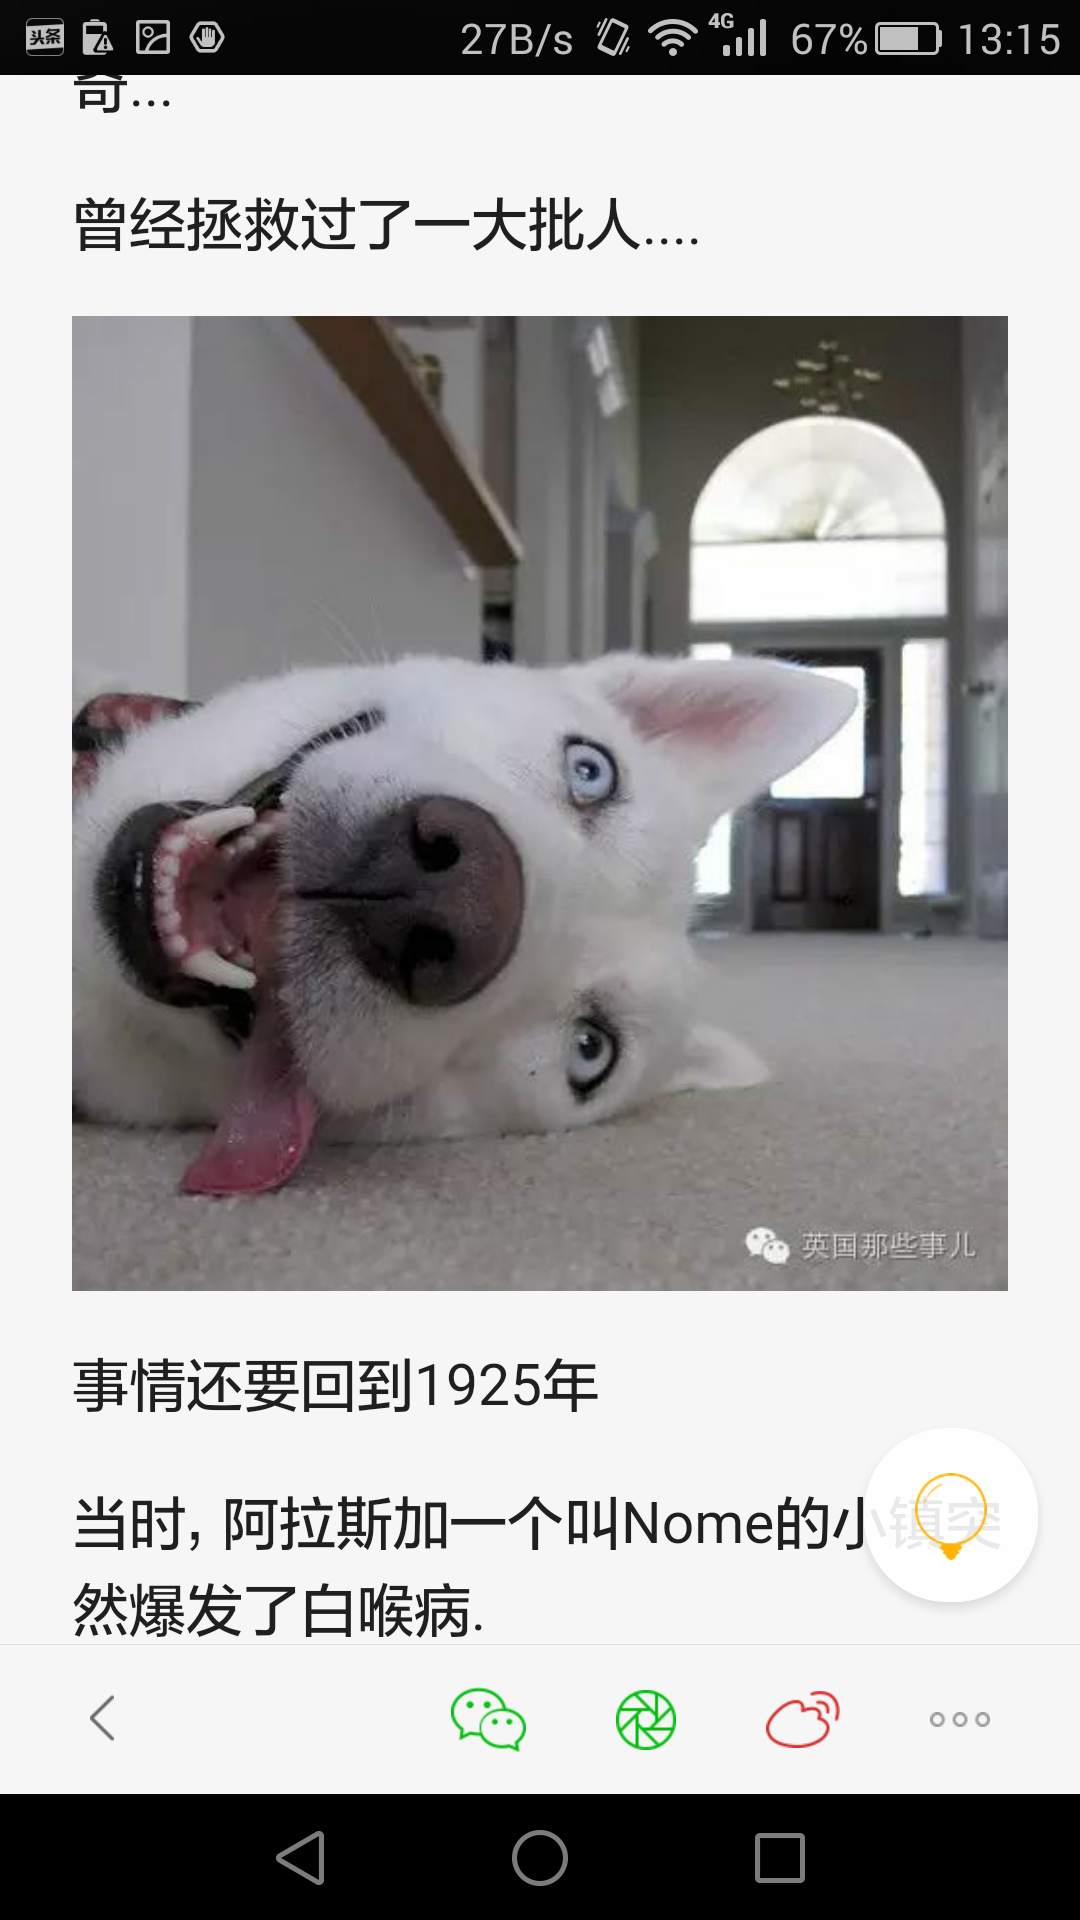 头条
27B/s
4G
67%
13:15
奇...
曾经拯救过了一大批人....
英国那些事儿
事情还要回到1925年
当时, 阿拉斯加一个叫Nome的小镇突
然爆发了白喉病.